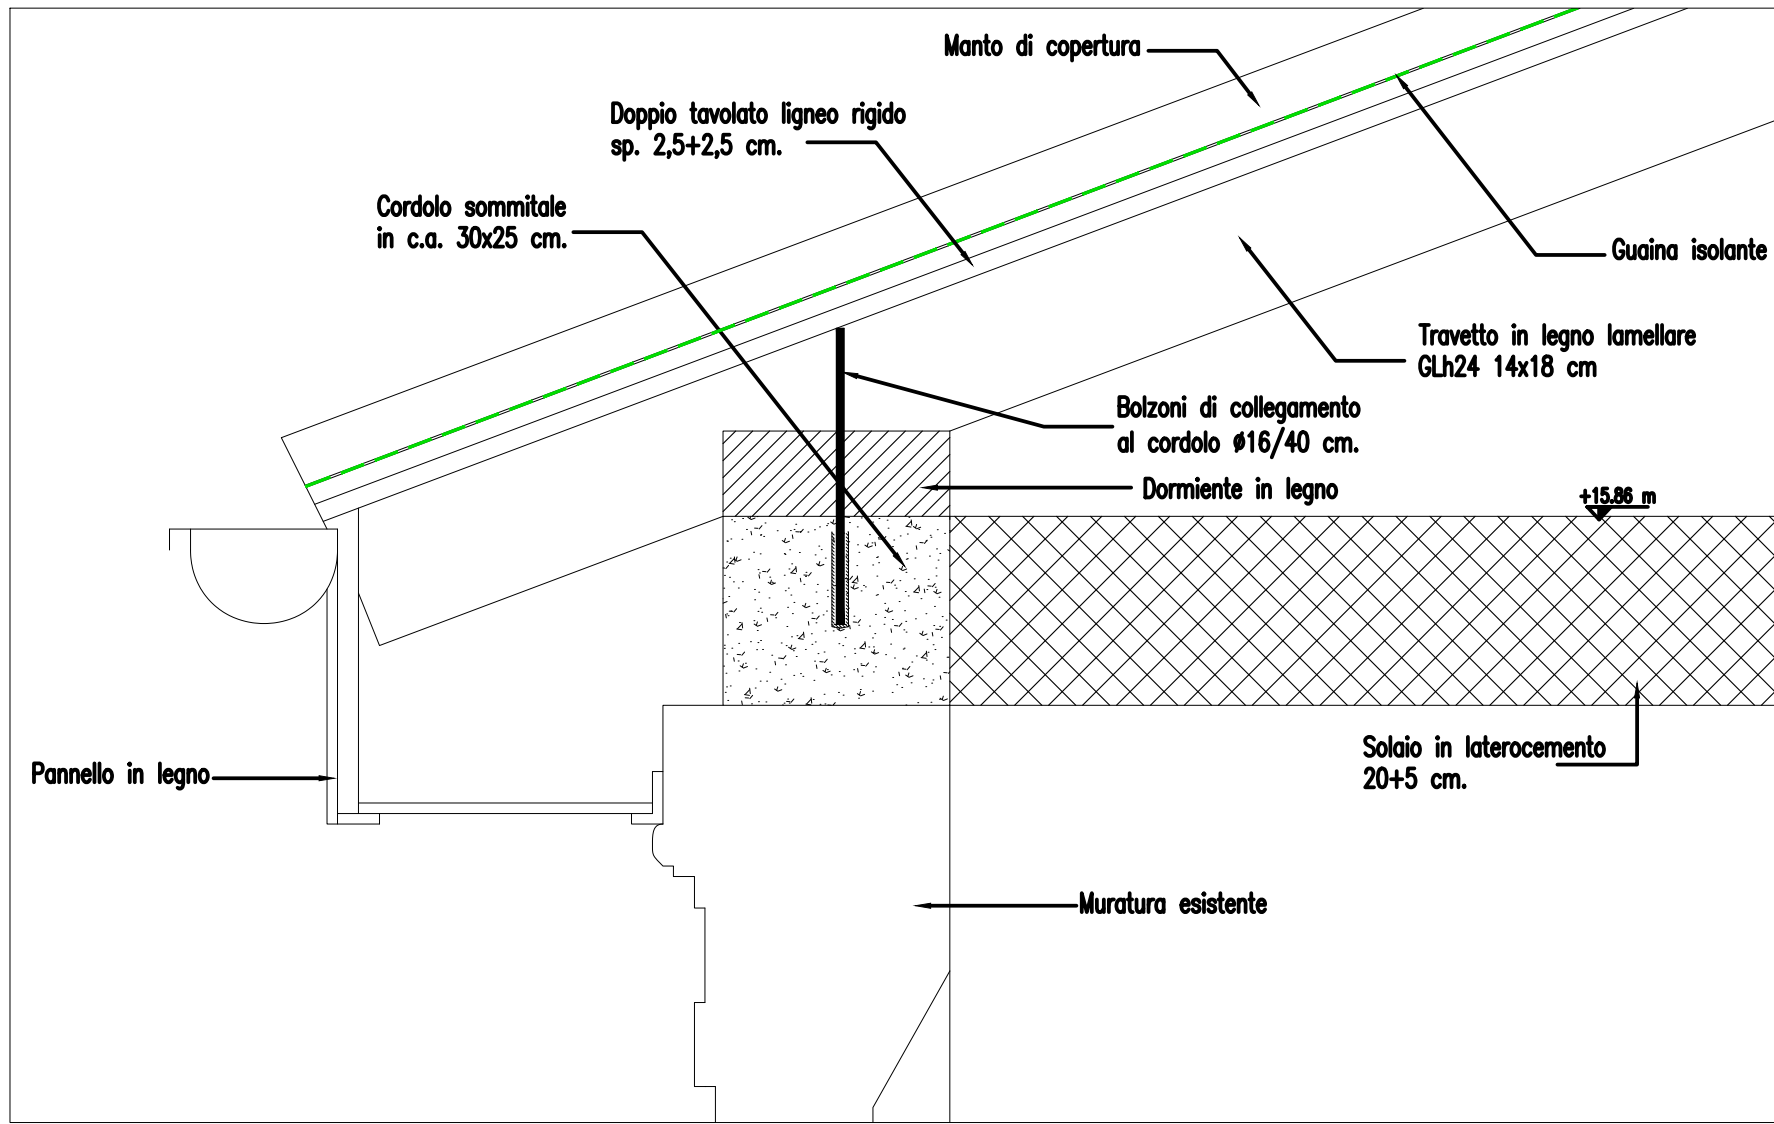 Manto di copertura
Doppio tavolato ligneo rigido
sp. 2,5+2,5 cm.
Cordolo sommitale
in c.a. 30x25 cm.
Guaina isolante
Travetto in legno lamellare
GLh24 14x18 cm
Bolzoni di collegamento
al cordolo ø16/40 cm.
Dormiente in legno
+15.86 m
Solaio in laterocemento
20+5 cm.
Pannello in legno
Muratura esistente